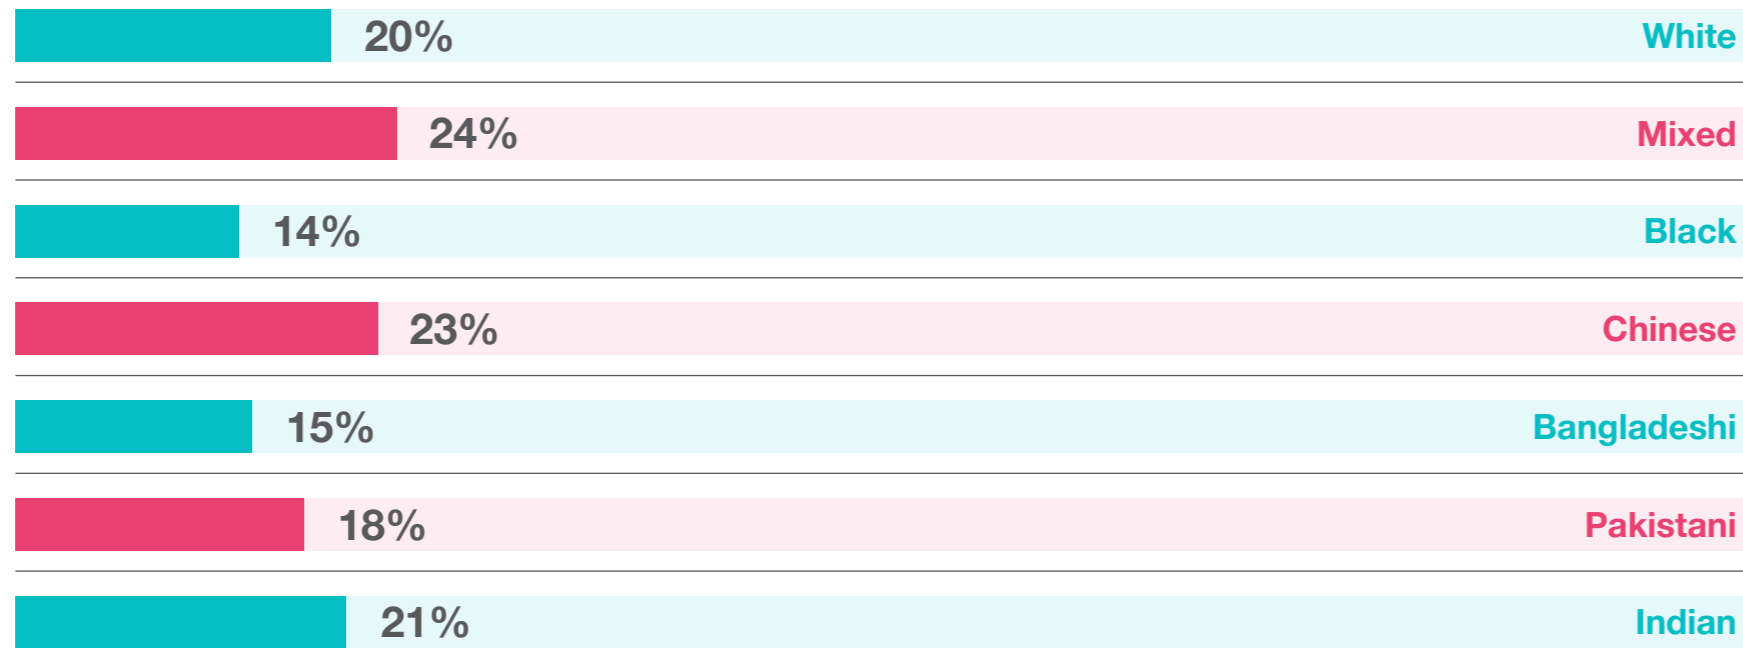 20% White
24% Mixed
14% Black
23% Chinese
15% Bangladeshi
18% Pakistani
21% Indian